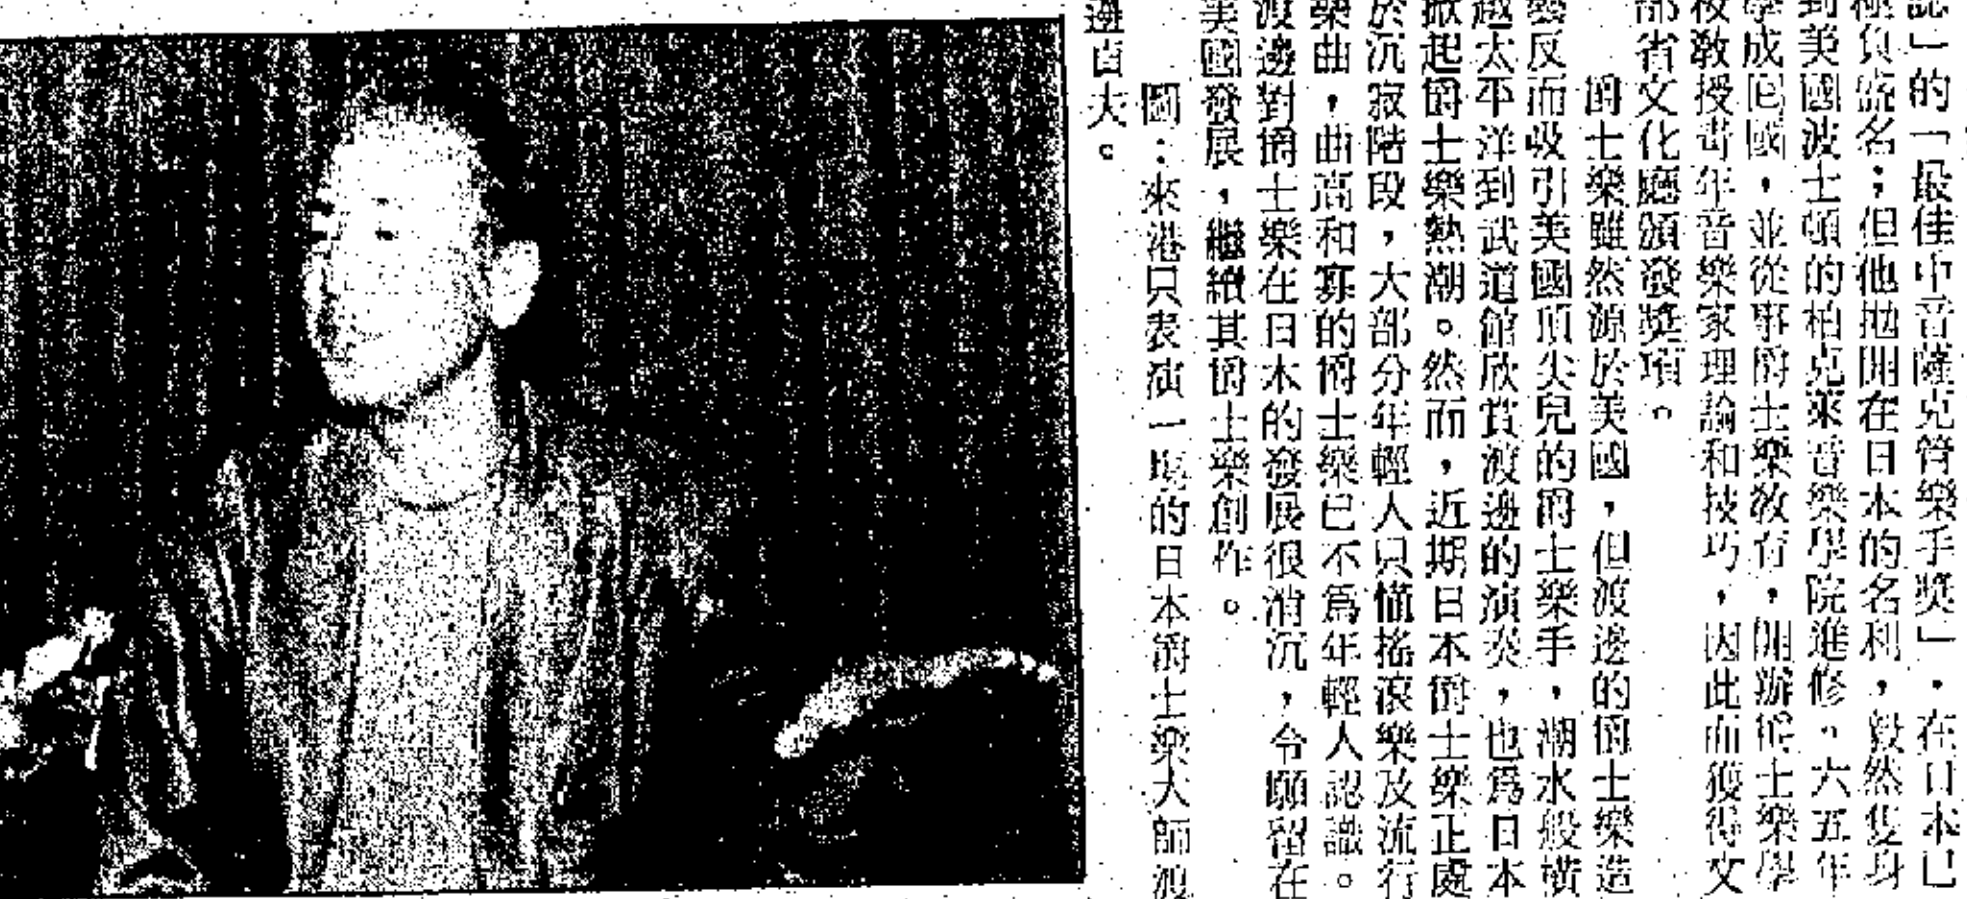 誌」的「最佳中音薩克管樂手奬」，在日本已
極負盛名；但他拋開在日本的名利，毅然隻身
到美國波士頓的柏克萊音樂學院進修。六五年
學成囘國，並從事爵士樂敎育，開辦爵士樂學
校敎授靑年音樂家理論和技巧，因此而獲得文
部省文化廳頒發奬項。
爵士樂雖然源於美國，但渡邊的爵士樂造
藝反而吸引美國頂尖兒的爵士樂手，潮水般橫
越太平洋到武道館欣賞渡邊的演奏，也爲日本
掀起爵士樂熱潮。然而，近期日本爵士樂正處
於沉寂階段，大部分年輕人只懂搖滾樂及流行
樂曲，曲高和寡的爵士樂已不爲年輕人認識。
渡邊對爵士樂在日本的發展很消沉，令願留在
美國發展，繼續其爵士樂創作。
圖：來港只表演一塲的日本爵士樂大師渡
邊貞夫。